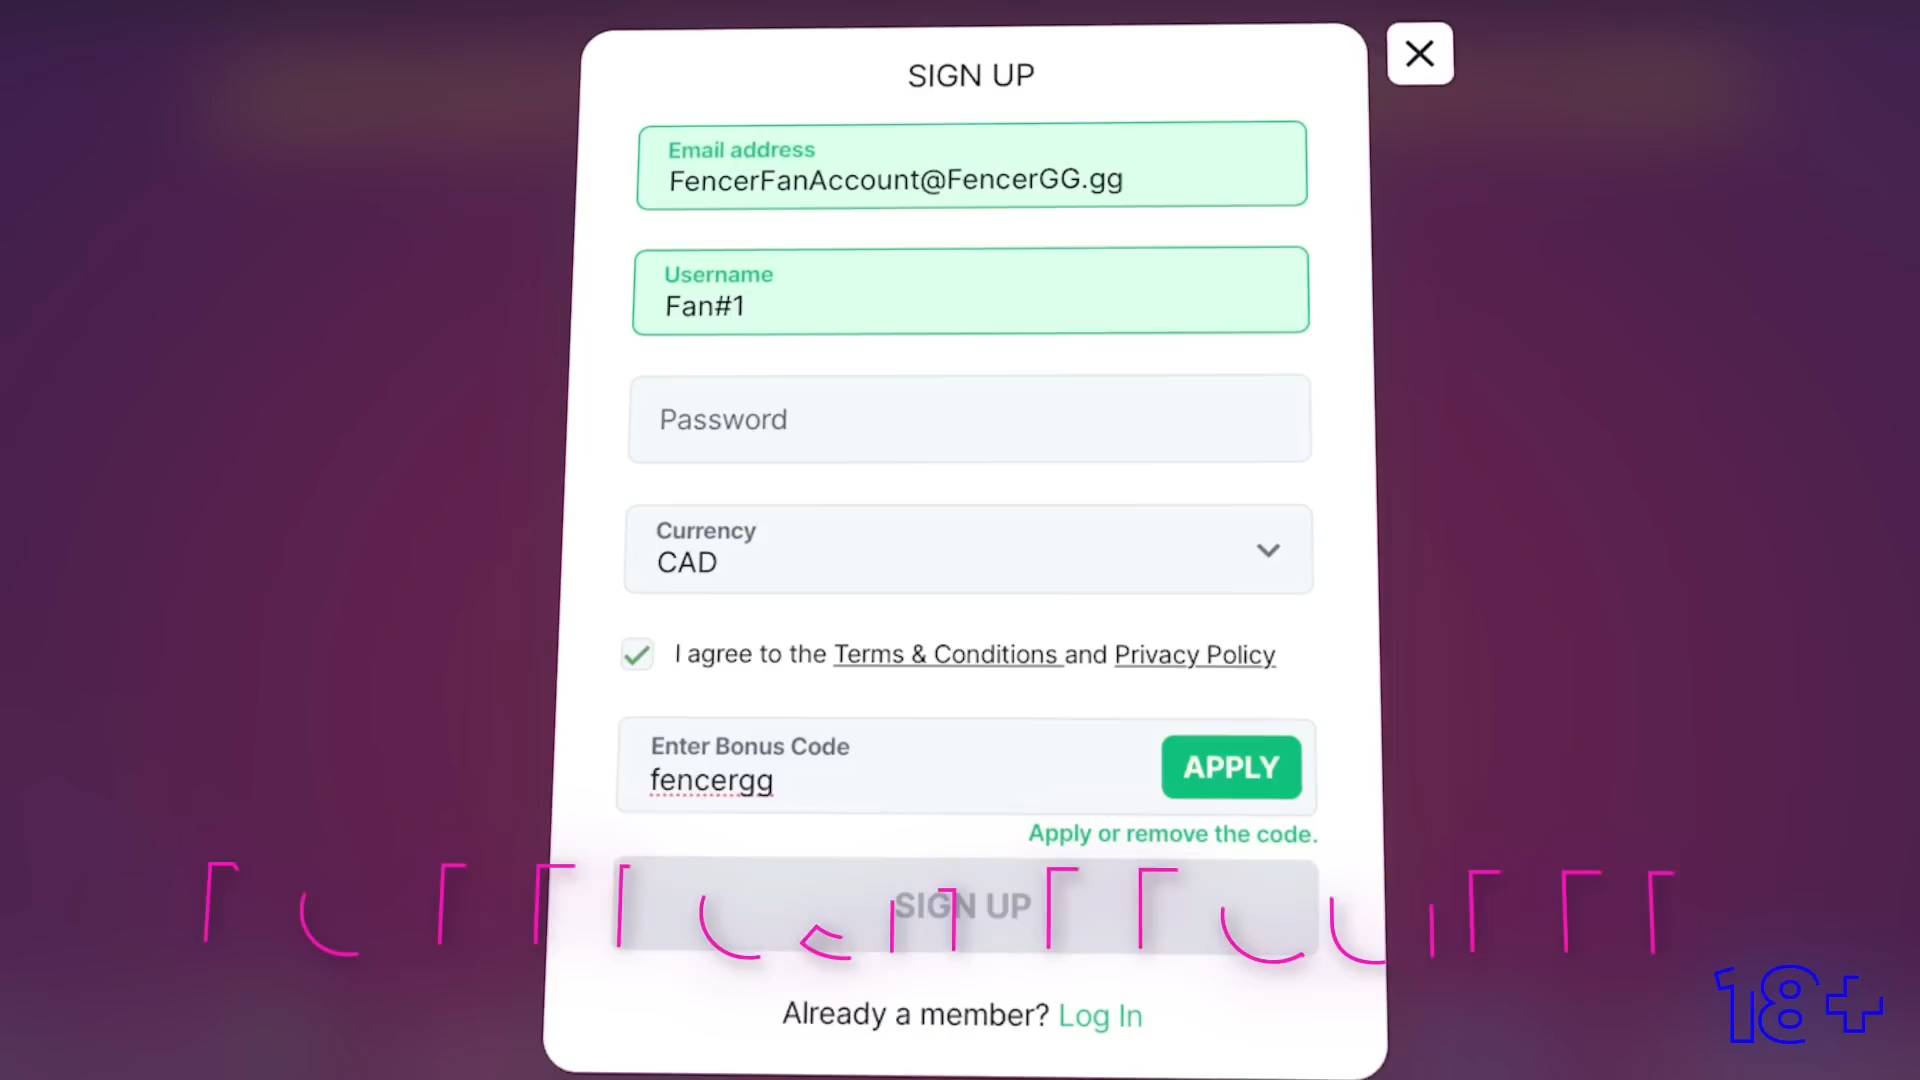 SIGN UP
Email address
FencerFanAccount@FencerGG.gg
Username
Fan#1
Password
Currency
CAD
I agree to the Terms & Conditions and Privacy Policy
Enter Bonus Code
fencergg
APPLY
Apply or remove the code.
SIGN UP
Already a member? Log In
18+